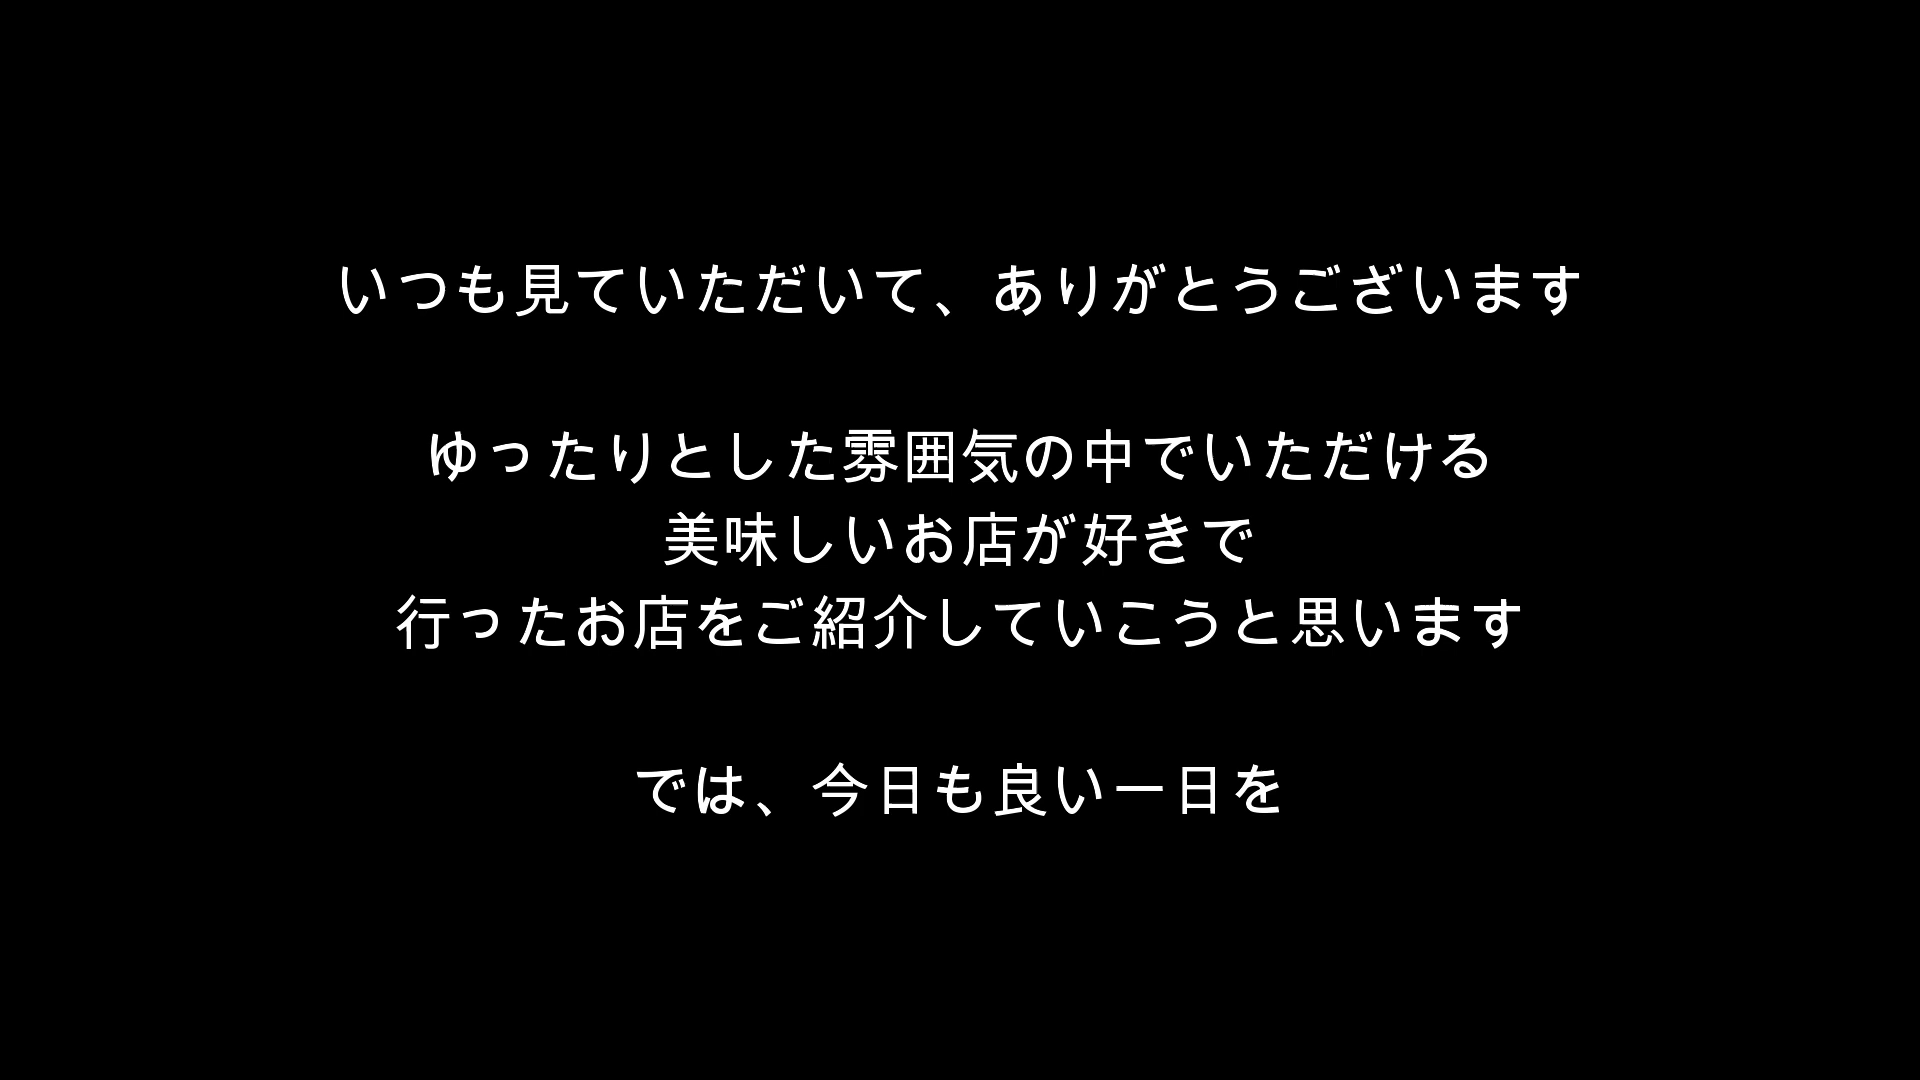 いつも見ていただいて、ありがとうございます
ゆったりとした雰囲気の中でいただける
美味しいお店が好きで
行ったお店をご紹介していこうと思います
では、今日も良い一日を